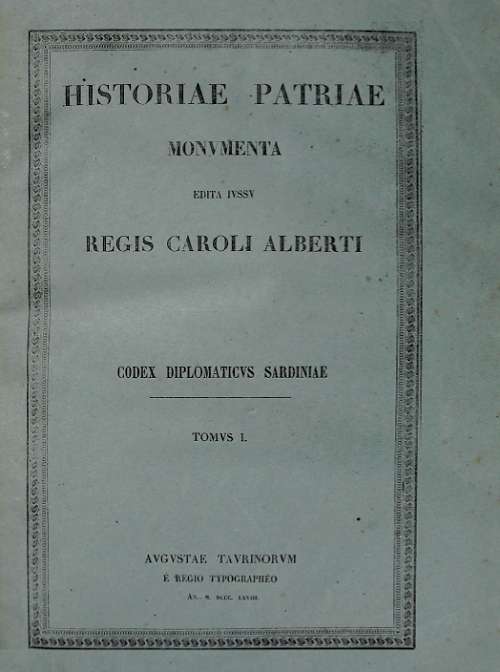 HISTORIAE PATRIAE
MONVMENTA
EDITA IVSSV
REGIS CAROLI ALBERTI
CODEX DIPLOMATICVS SARDINIAE
TOMVS I.
AVGVSTAE TAVRINORVM
E REGIO TYPOGRAPHEO
AN. M. DCCC. LXVIII.